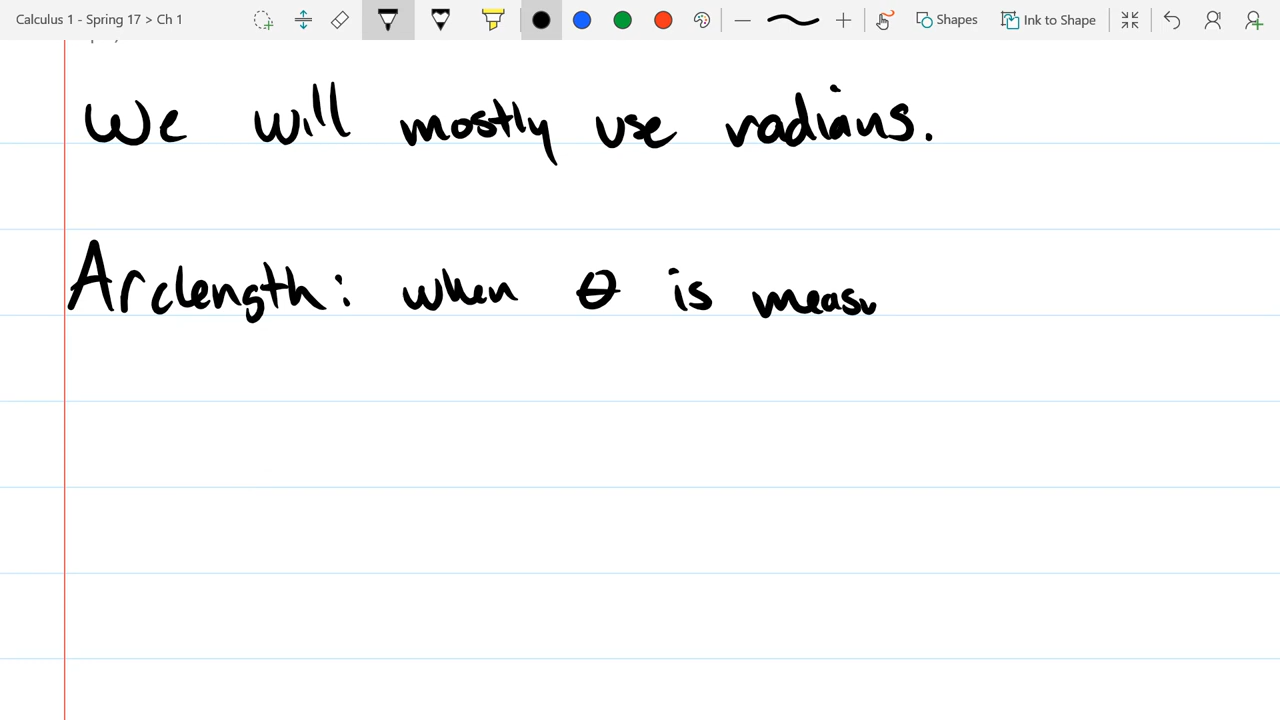 Calculus 1 - Spring 17 > Ch 1
Shapes
Ink to Shape
We will mostly use radians.
Arclength: when θ is measu